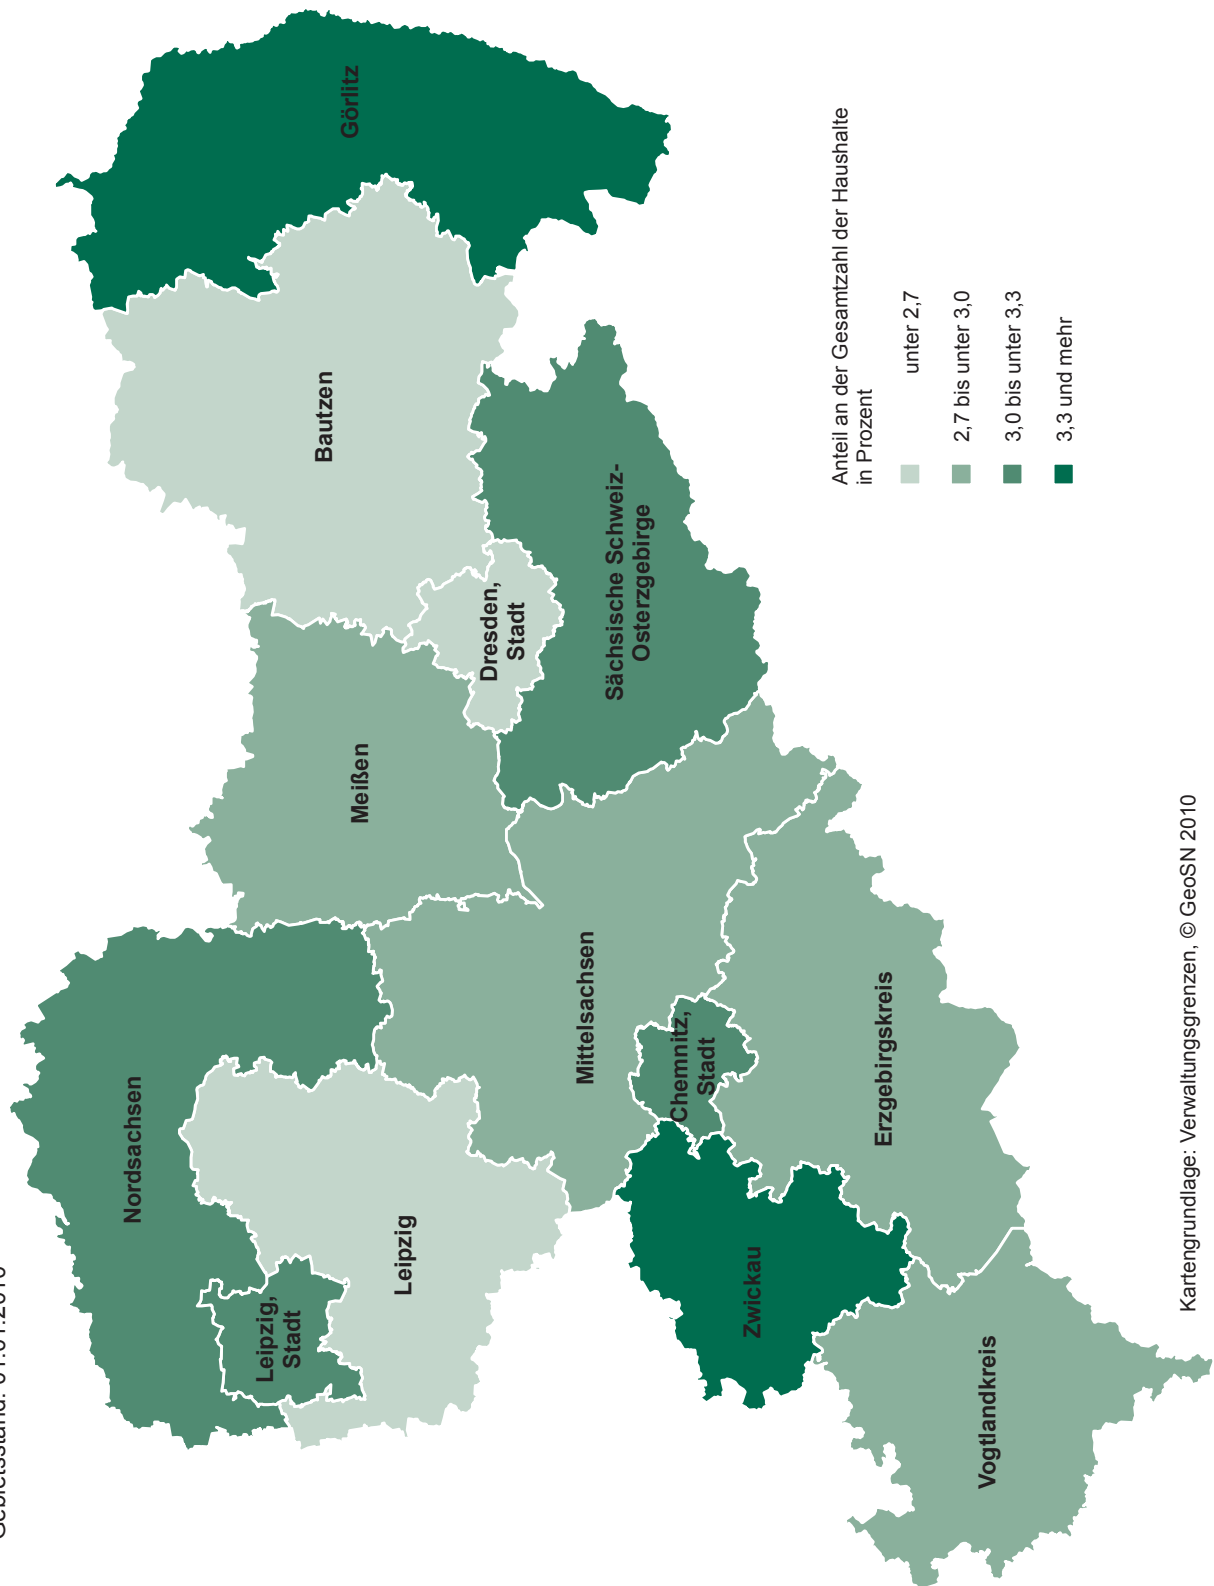 Görlitz
Bautzen
Dresden,
Stadt
Sächsische Schweiz-
Osterzgebirge
Meißen
Nordsachsen
Leipzig,
Stadt
Leipzig
Mittelsachsen
Chemnitz,
Stadt
Erzgebirgskreis
Zwickau
Vogtlandkreis
Anteil an der Gesamtzahl der Haushalte
in Prozent
unter 2,7
2,7 bis unter 3,0
3,0 bis unter 3,3
3,3 und mehr
Kartengrundlage: Verwaltungsgrenzen, © GeoSN 2010